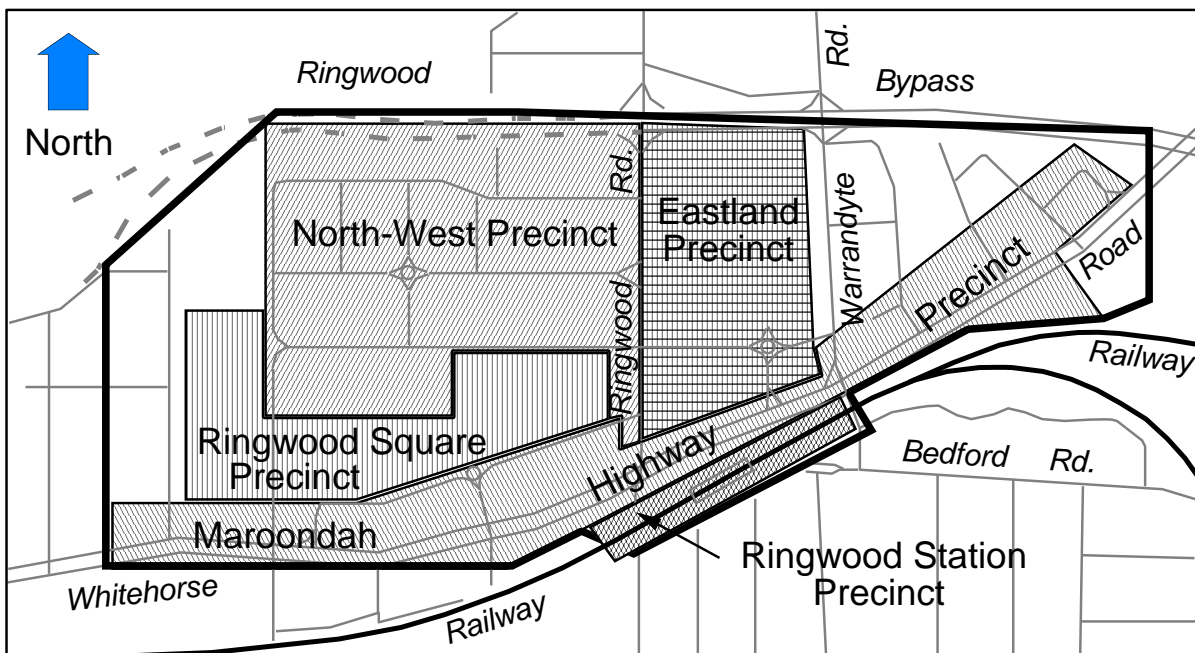 Ringwood
Bypass
Rd.
North
Rd.
North-West Precinct
Eastland
Precinct
Warrandyte
Precinct
Road
Ringwood
Railway
Ringwood Square
Precinct
Highway
Bedford Rd.
Maroondah
Ringwood Station
Precinct
Whitehorse
Railway